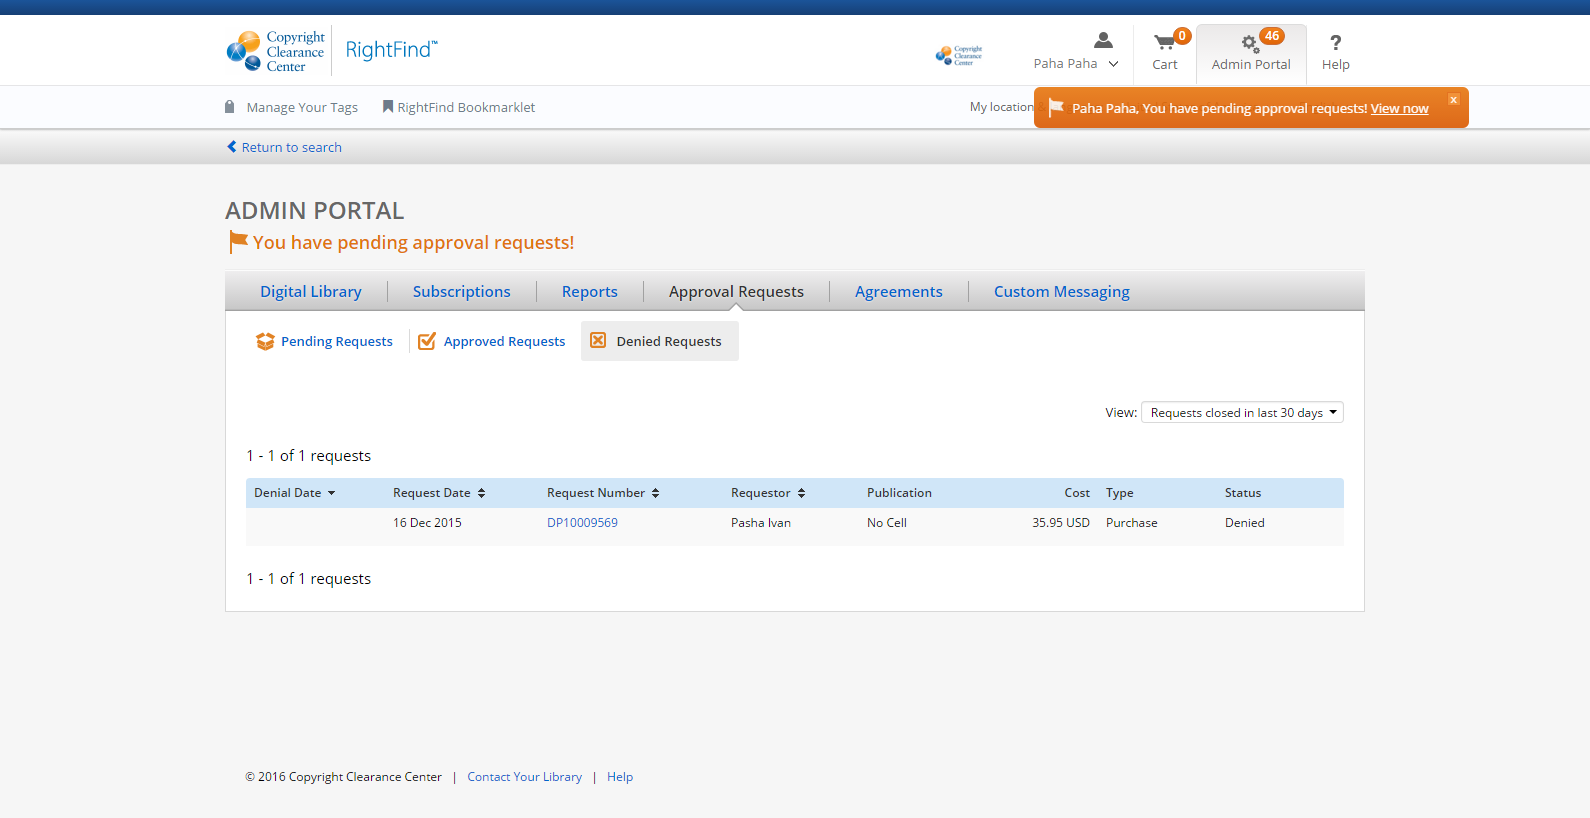 Copyright
Clearance
Center
RightFind™
Copyright
Clearance
Center
Paha Paha
0
Cart
46
Admin Portal
?
Help
Manage Your Tags
RightFind Bookmarklet
My location
Paha Paha, You have pending approval requests! View now
x
Return to search
ADMIN PORTAL
You have pending approval requests!
Digital Library
Subscriptions
Reports
Approval Requests
Agreements
Custom Messaging
Pending Requests
Approved Requests
Denied Requests
View: Requests closed in last 30 days
1 - 1 of 1 requests
Denial Date Request Date Request Number Requestor Publication Cost Type Status
16 Dec 2015 DP10009569 Pasha Ivan No Cell 35.95 USD Purchase Denied
1 - 1 of 1 requests
© 2016 Copyright Clearance Center | Contact Your Library | Help